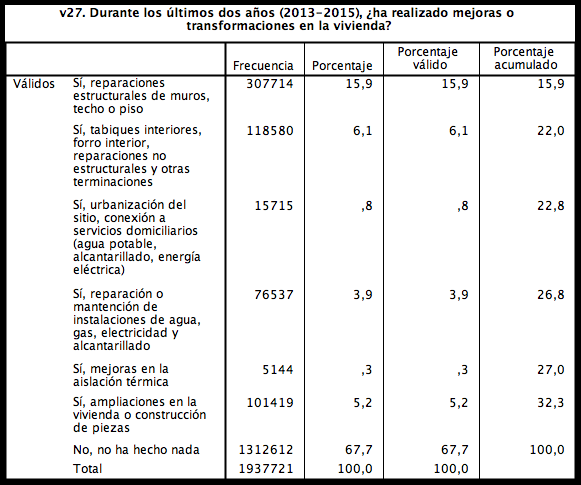 v27. Durante los últimos dos años (2013-2015), ¿ha realizado mejoras o
transformaciones en la vivienda?
Frecuencia Porcentaje Porcentaje válido Porcentaje acumulado
Válidos Sí, reparaciones 307714 15,9 15,9 15,9
estructurales de muros,
techo o piso
Sí, tabiques interiores, 118580 6,1 6,1 22,0
forro interior,
reparaciones no
estructurales y otras
terminaciones
Sí, urbanización del 15715 ,8 ,8 22,8
sitio, conexión a
servicios domiciliarios
(agua potable,
alcantarillado, energía
eléctrica)
Sí, reparación o 76537 3,9 3,9 26,8
mantención de
instalaciones de agua,
gas, electricidad y
alcantarillado
Sí, mejoras en la 5144 ,3 ,3 27,0
aislación térmica
Sí, ampliaciones en la 101419 5,2 5,2 32,3
vivienda o construcción
de piezas
No, no ha hecho nada 1312612 67,7 67,7 100,0
Total 1937721 100,0 100,0